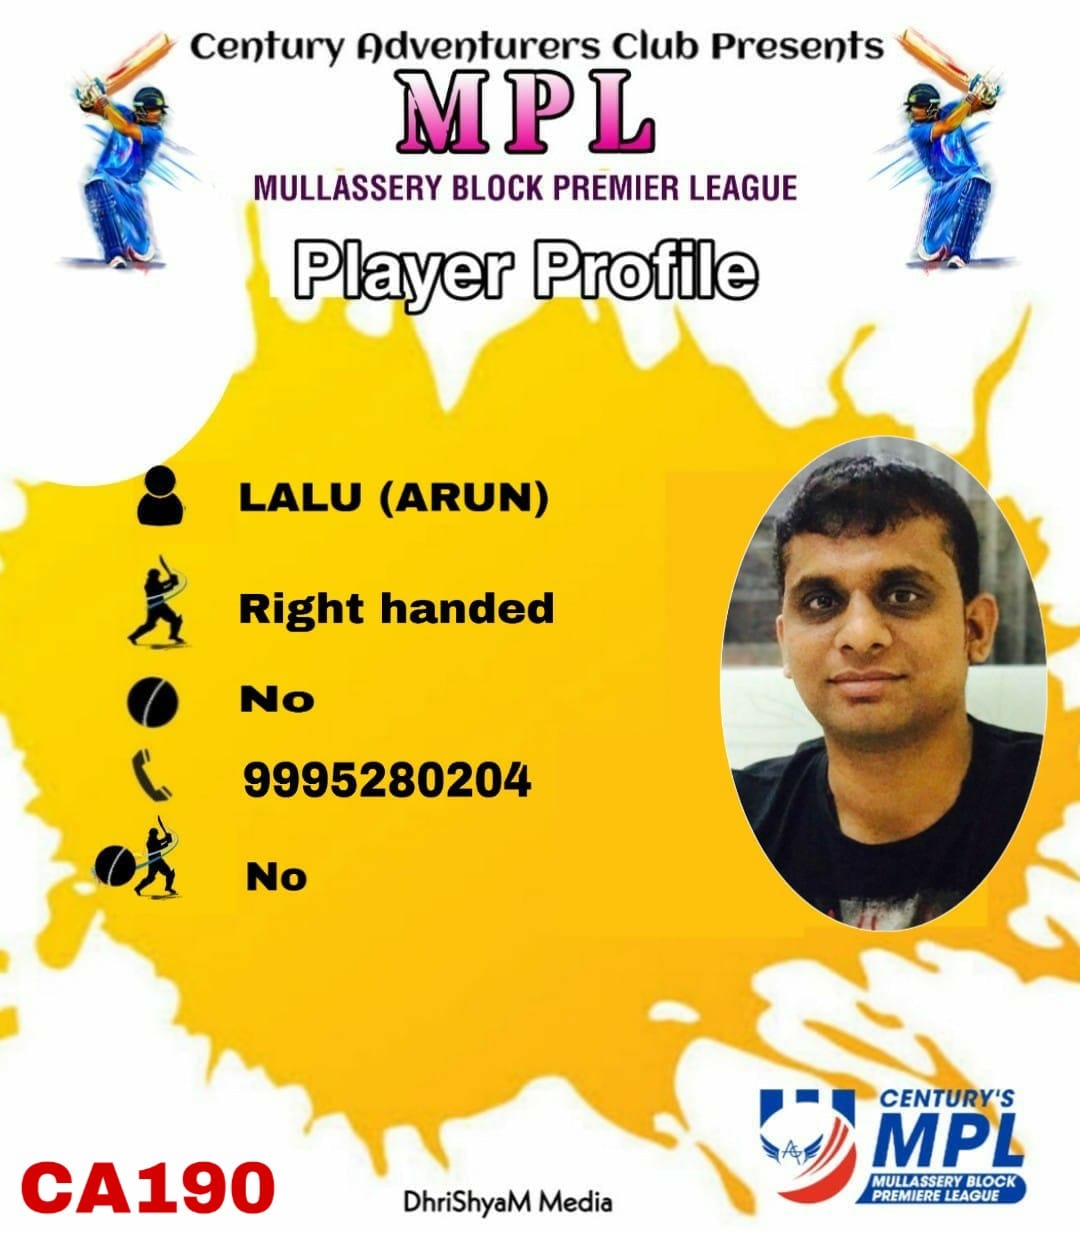 Century Adventurers Club Presents
MPL
MULLASSERY BLOCK PREMIER LEAGUE
Player Profile
LALU (ARUN)
Right handed
No
9995280204
No
CENTURY'S
MPL
MULLASSERY BLOCK
PREMIERE LEAGUE
CA190
DhriShyaM Media